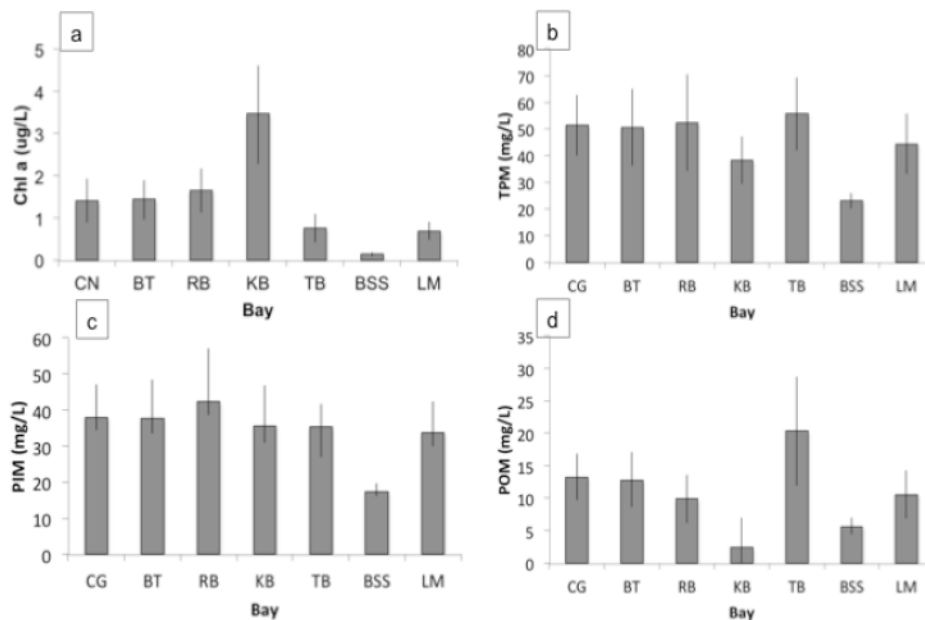 a
Chl a (ug/L)
5
4
3
2
1
0
CN BT RB KB TB BSS LM
Bay
b
TPM (mg/L)
80
70
60
50
40
30
20
10
0
CG BT RB KB TB BSS LM
Bay
c
PIM (mg/L)
60
50
40
30
20
10
0
CG BT RB KB TB BSS LM
Bay
d
POM (mg/L)
35
30
25
20
15
10
5
0
CG BT RB KB TB BSS LM
Bay